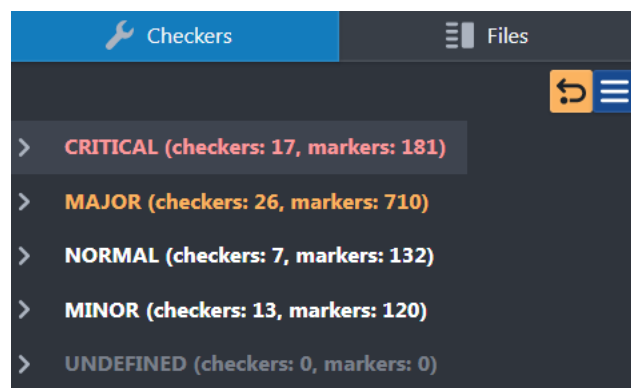 Checkers
Files
CRITICAL (checkers: 17, markers: 181)
MAJOR (checkers: 26, markers: 710)
NORMAL (checkers: 7, markers: 132)
MINOR (checkers: 13, markers: 120)
UNDEFINED (checkers: 0, markers: 0)